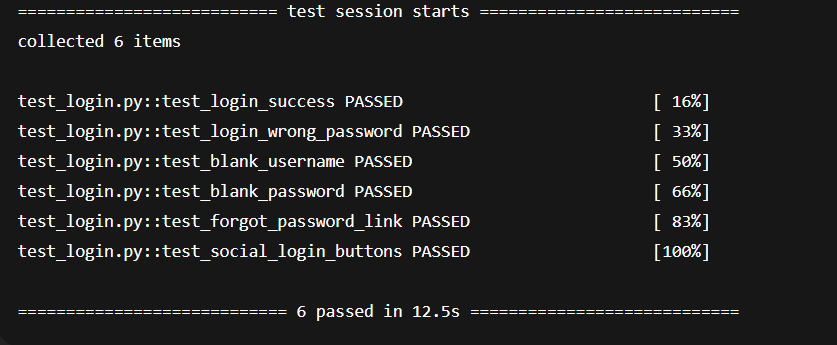 =========================== test session starts ===========================
collected 6 items
test_login.py::test_login_success PASSED                          [ 16%]
test_login.py::test_login_wrong_password PASSED                   [ 33%]
test_login.py::test_blank_username PASSED                         [ 50%]
test_login.py::test_blank_password PASSED                         [ 66%]
test_login.py::test_forgot_password_link PASSED                   [ 83%]
test_login.py::test_social_login_buttons PASSED                   [100%]
============================ 6 passed in 12.5s ============================